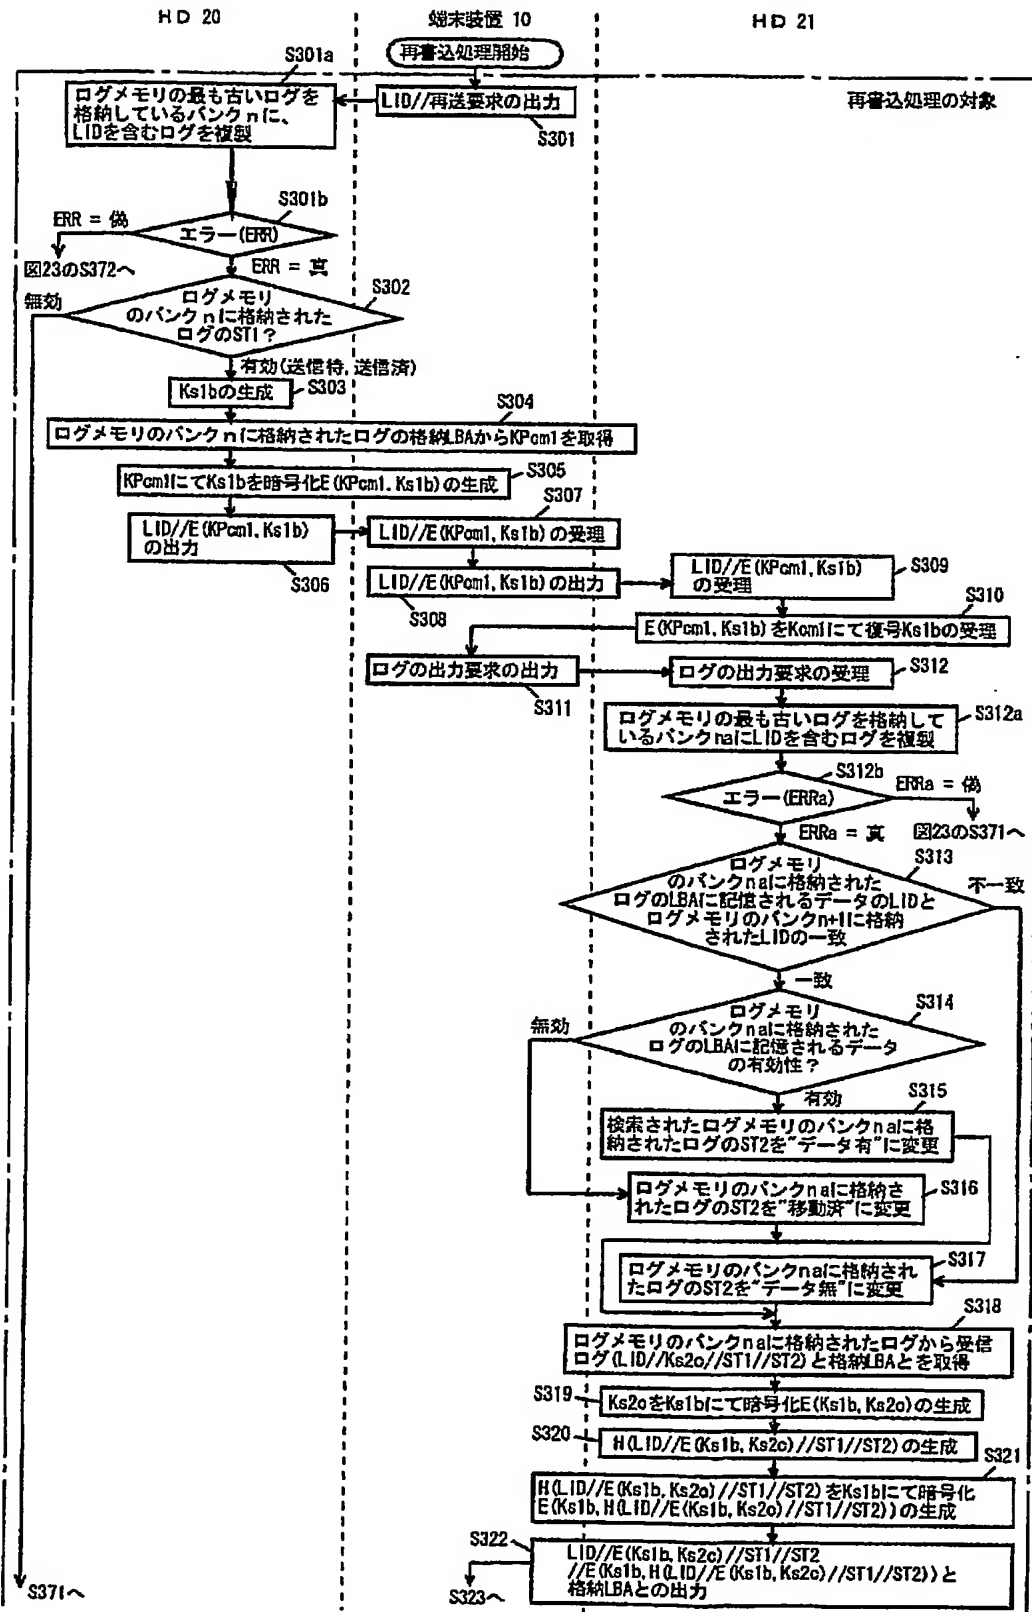 HD 20
端末装置 10
HD 21
再書込処理開始
再書込処理の対象
S301a
ログメモリの最も古いログを
格納しているバンクnに、
LIDを含むログを複製
LID//再送要求の出力
S301
S301b
エラー(ERR)
ERR = 偽
図23のS372へ
ERR = 真
S302
ログメモリ
のバンクnに格納された
ログのST1?
無効
有効(送信待,送信済)
Ks1bの生成
S303
S304
ログメモリのバンクnに格納されたログの格納LBAからKPcm1を取得
S305
KPcm1にてKs1bを暗号化E(KPcm1,Ks1b)の生成
S307
LID//E(KPcm1,Ks1b)
の出力
S306
LID//E(KPcm1,Ks1b)の受理
LID//E(KPcm1,Ks1b)の出力
S308
LID//E(KPcm1,Ks1b)
の受理
S309
S310
E(KPcm1,Ks1b)をKcm1にて復号Ks1bの受理
ログの出力要求の出力
S311
ログの出力要求の受理
S312
ログメモリの最も古いログを格納して
いるバンクnaにLIDを含むログを複製
S312a
S312b
エラー(ERRa)
ERRa = 偽
図23のS371へ
ERRa = 真
S313
ログメモリ
のバンクnaに格納された
ログのLBAに記憶されるデータのLIDと
ログメモリのバンクn+1に格納
されたLIDの一致
不一致
一致
S314
ログメモリ
のバンクnaに格納された
ログのLBAに記憶されるデータ
の有効性?
無効
有効
S315
検索されたログメモリのバンクnaに格
納されたログのST2を"データ有"に変更
ログメモリのバンクnaに格納さ
れたログのST2を"移動済"に変更
S316
S317
ログメモリのバンクnaに格納され
たログのST2を"データ無"に変更
S318
ログメモリのバンクnaに格納されたログから受信
ログ(LID//Ks2c//ST1//ST2)と格納LBAとを取得
S319
Ks2cをKs1bにて暗号化E(Ks1b,Ks2c)の生成
S320
H(LID//E(Ks1b,Ks2c)//ST1//ST2)の生成
S321
H(LID//E(Ks1b,Ks2c)//ST1//ST2)をKs1bにて暗号化
E(Ks1b,H(LID//E(Ks1b,Ks2c)//ST1//ST2))の生成
S322
LID//E(Ks1b,Ks2c)//ST1//ST2
//E(Ks1b,H(LID//E(Ks1b,Ks2c)//ST1//ST2))と
格納LBAとの出力
S371へ
S323へ